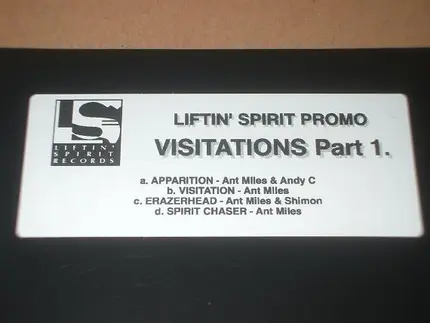 LS
LIFTIN'
SPIRIT
RECORDS
LIFTIN' SPIRIT PROMO
VISITATIONS Part 1.
a. APPARITION - Ant Miles & Andy C
b. VISITATION - Ant Miles
c. ERAZERHEAD - Ant Miles & Shimon
d. SPIRIT CHASER - Ant Miles